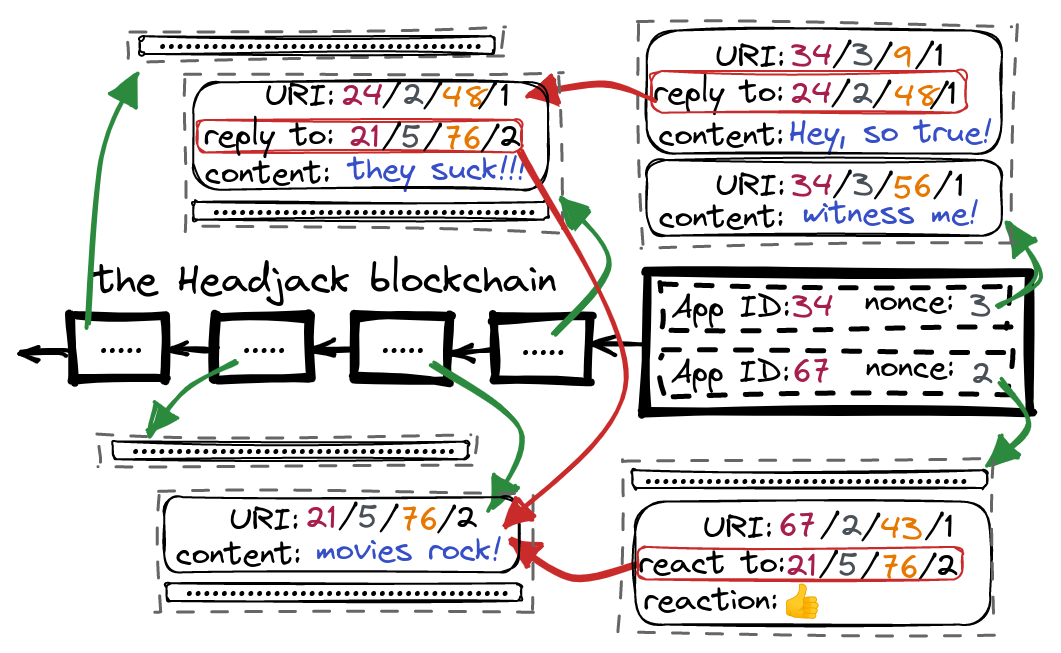 URI: 24/2/48/1
reply to: 21/5/76/2
content: they suck!!!
URI: 34/3/9/1
reply to: 24/2/48/1
content: Hey, so true!
URI: 34/3/56/1
content: witness me!
the Headjack blockchain
.....
.....
.....
.....
App ID:34 nonce: 3
App ID:67 nonce: 2
URI: 21/5/76/2
content: movies rock!
URI: 67/2/43/1
react to:21/5/76/2
reaction: 👍